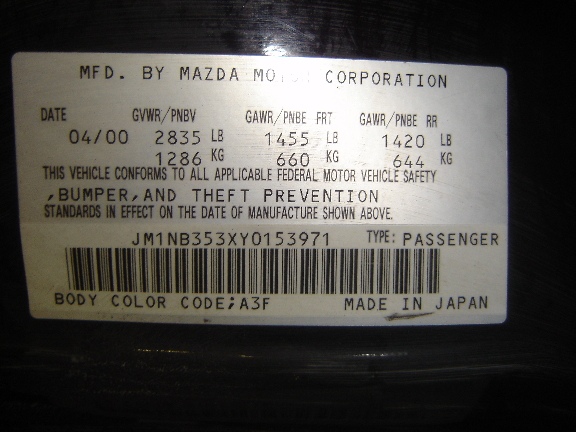 MFD. BY MAZDA MOTOR CORPORATION
DATE GVWR/PNBV GAWR/PNBE FRT GAWR/PNBE RR
04/00 2835 LB 1455 LB 1420 LB
1286 KG 660 KG 644 KG
THIS VEHICLE CONFORMS TO ALL APPLICABLE FEDERAL MOTOR VEHICLE SAFETY
,BUMPER,AND THEFT PREVENTION
STANDARDS IN EFFECT ON THE DATE OF MANUFACTURE SHOWN ABOVE.
JM1NB353XY0153971 TYPE: PASSENGER
BODY COLOR CODE;A3F MADE IN JAPAN